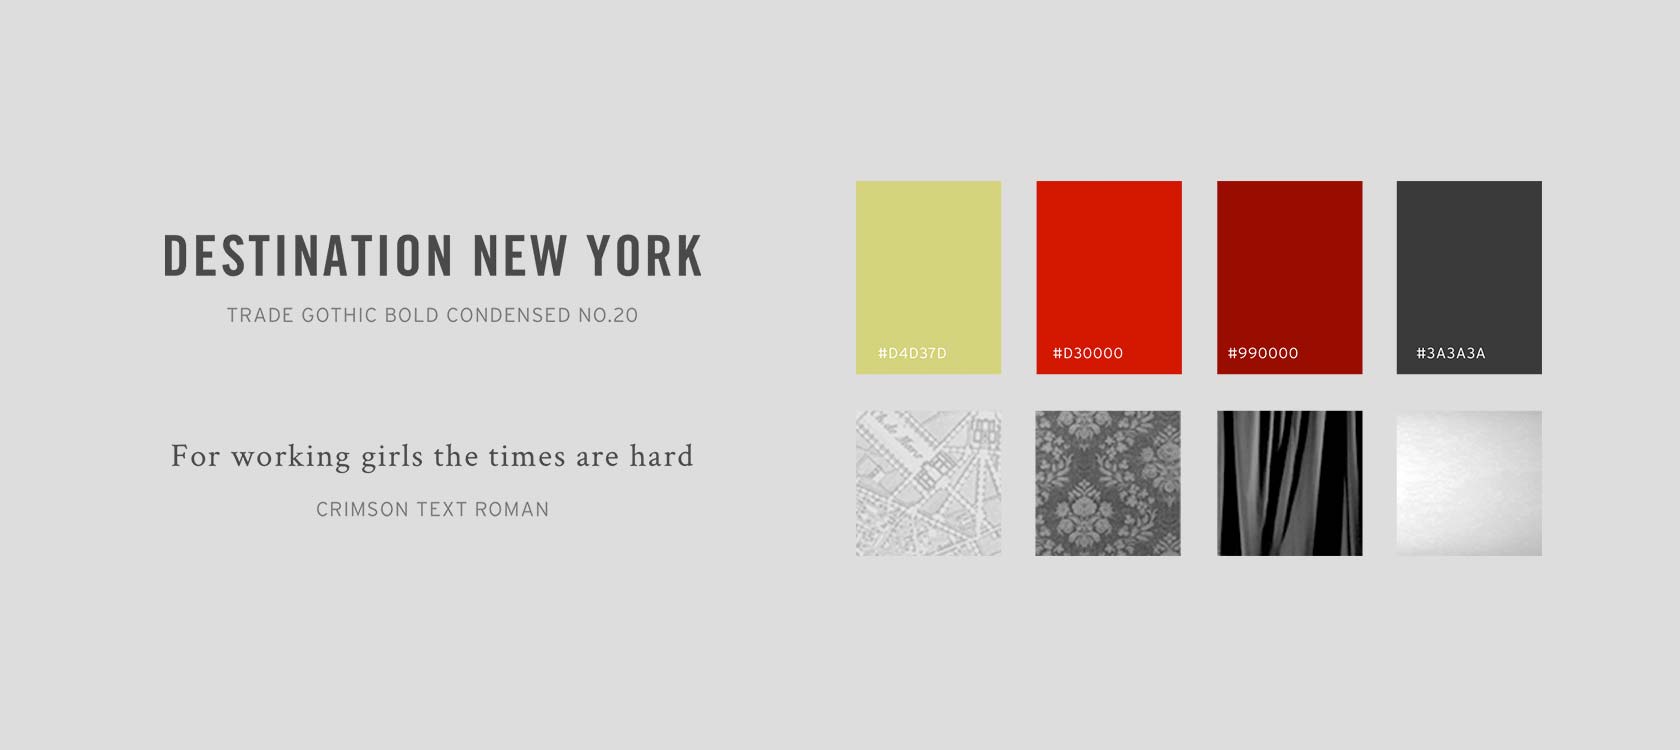 DESTINATION NEW YORK
TRADE GOTHIC BOLD CONDENSED NO.20
For working girls the times are hard
CRIMSON TEXT ROMAN
#D4D37D
#D30000
#990000
#3A3A3A